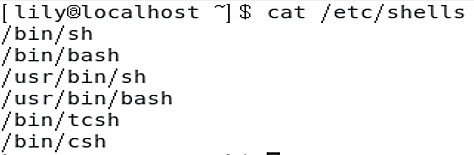 [lily@localhost ~]$ cat /etc/shells
/bin/sh
/bin/bash
/usr/bin/sh
/usr/bin/bash
/bin/tcsh
/bin/csh